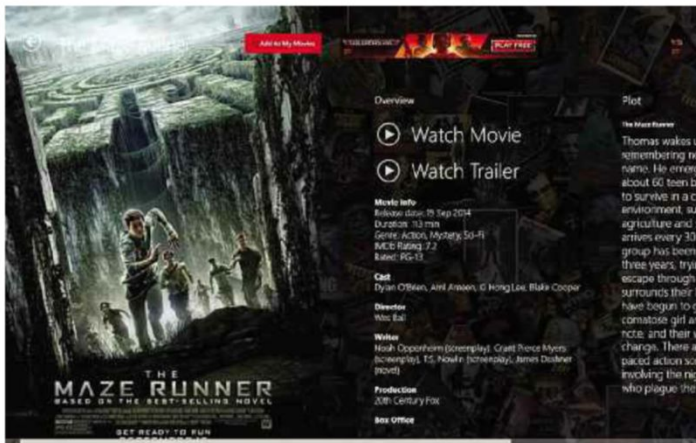 Add to My Movies
PLAY FREE
THE
MAZE RUNNER
BASED ON THE BEST-SELLING NOVEL
GET READY TO RUN
Overview
Watch Movie
Watch Trailer
Movie Info
Release date: 19 Sep 2014
Duration: 113 min
Genre: Action, Mystery, Sci-Fi
IMDb Rating: 7.2
Rated: PG-13
Cast
Dylan O'Brien, Aml Ameen, Ki Hong Lee, Blake Cooper
Director
Wes Ball
Writer
Noah Oppenheim (screenplay), Grant Pierce Myers
(screenplay), T.S. Nowlin (screenplay), James Dashner
(novel)
Production
20th Century Fox
Box Office
Plot
The Maze Runner
Thomas wakes u
remembering n
name. He emerg
about 60 teen b
to survive in a c
environment, s
agriculture and
arrives every 30
group has been
three years, tryi
escape through
surrounds their
have begun to g
comatose girl a
note, and their w
change. There a
paced action sc
involving the nig
who plague the